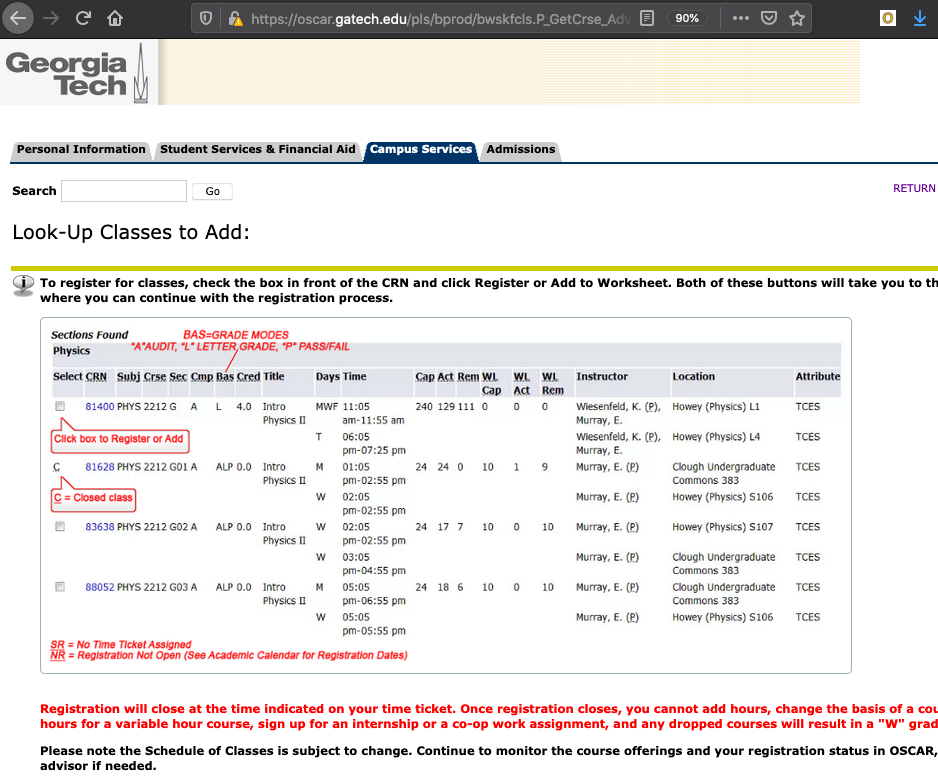 https://oscar.gatech.edu/pls/bprod/bwskfcls.P_GetCrse_Adv
90%
Georgia
Tech
Personal Information Student Services & Financial Aid Campus Services Admissions
Search Go
RETURN
Look-Up Classes to Add:
To register for classes, check the box in front of the CRN and click Register or Add to Worksheet. Both of these buttons will take you to
where you can continue with the registration process.
Sections Found BAS=GRADE MODES
"A"AUDIT, "L" LETTER GRADE, "P" PASS/FAIL
Physics
Select CRN Subj Crse Sec Cmp Bas Cred Title Days Time Cap Act Rem WL Cap WL Act WL Rem Instructor Location Attribute
81400 PHYS 2212 G A L 4.0 Intro Physics II MWF 11:05 am-11:55 am 240 129 111 0 0 0 Wiesenfeld, K. (P), Murray, E. Howey (Physics) L1 TCES
T 06:05 pm-07:25 pm Wiesenfeld, K. (P), Murray, E. Howey (Physics) L4 TCES
Click box to Register or Add
C 81628 PHYS 2212 G01 A ALP 0.0 Intro Physics II M 01:05 pm-02:55 pm 24 24 0 10 1 9 Murray, E. (P) Clough Undergraduate Commons 383 TCES
W 02:05 pm-02:55 pm Murray, E. (P) Howey (Physics) S106 TCES
C = Closed class
83638 PHYS 2212 G02 A ALP 0.0 Intro Physics II W 02:05 pm-02:55 pm 24 17 7 10 0 10 Murray, E. (P) Howey (Physics) S107 TCES
W 03:05 pm-04:55 pm Murray, E. (P) Clough Undergraduate Commons 383 TCES
88052 PHYS 2212 G03 A ALP 0.0 Intro Physics II M 05:05 pm-06:55 pm 24 18 6 10 0 10 Murray, E. (P) Clough Undergraduate Commons 383 TCES
W 05:05 pm-05:55 pm Murray, E. (P) Howey (Physics) S106 TCES
SR = No Time Ticket Assigned
NR = Registration Not Open (See Academic Calendar for Registration Dates)
Registration will close at the time indicated on your time ticket. Once registration closes, you cannot add hours, change the basis of a
hours for a variable hour course, sign up for an internship or a co-op work assignment, and any dropped courses will result in a "W"
Please note the Schedule of Classes is subject to change. Continue to monitor the course offerings and your registration status in OSCAR,
advisor if needed.